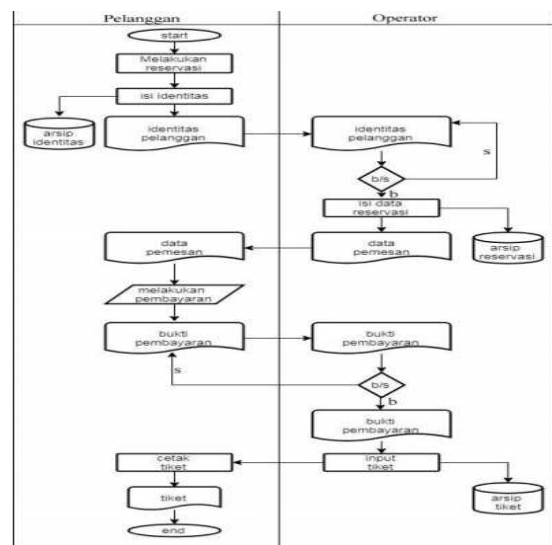 Pelanggan
Operator
start
Melakukan
reservasi
isi identitas
arsip
identitas
identitas
pelanggan
identitas
pelanggan
s
b/s
b
isi data
reservasi
arsip
reservasi
data
pemesan
data
pemesan
melakukan
pembayaran
bukti
pembayaran
bukti
pembayaran
s
b/s
b
bukti
pembayaran
cetak
tiket
input
tiket
tiket
arsip
tiket
end